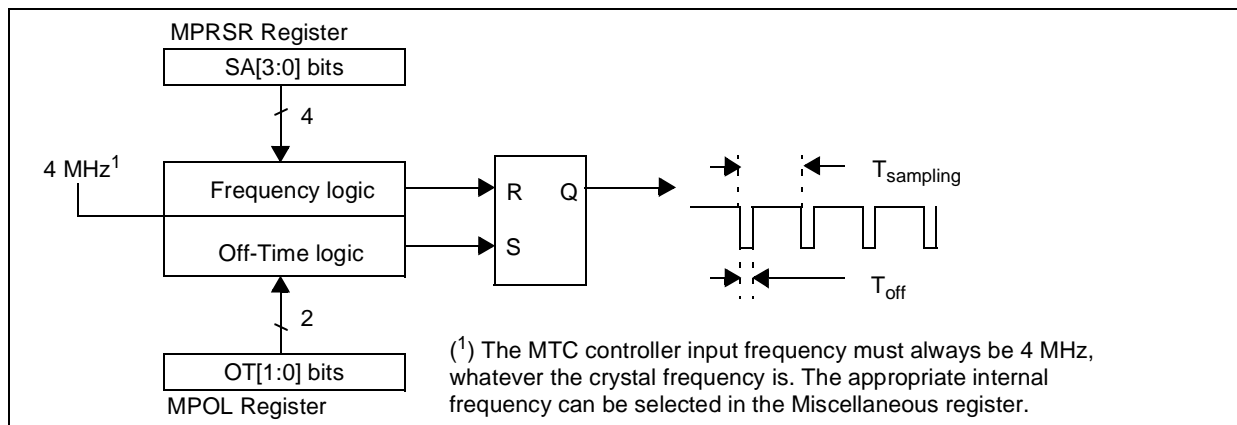 MPRSR Register
SA[3:0] bits
4
4 MHz¹
Frequency logic
Off-Time logic
R Q
S
Tsampling
Toff
2
OT[1:0] bits
MPOL Register
(¹) The MTC controller input frequency must always be 4 MHz,
whatever the crystal frequency is. The appropriate internal
frequency can be selected in the Miscellaneous register.